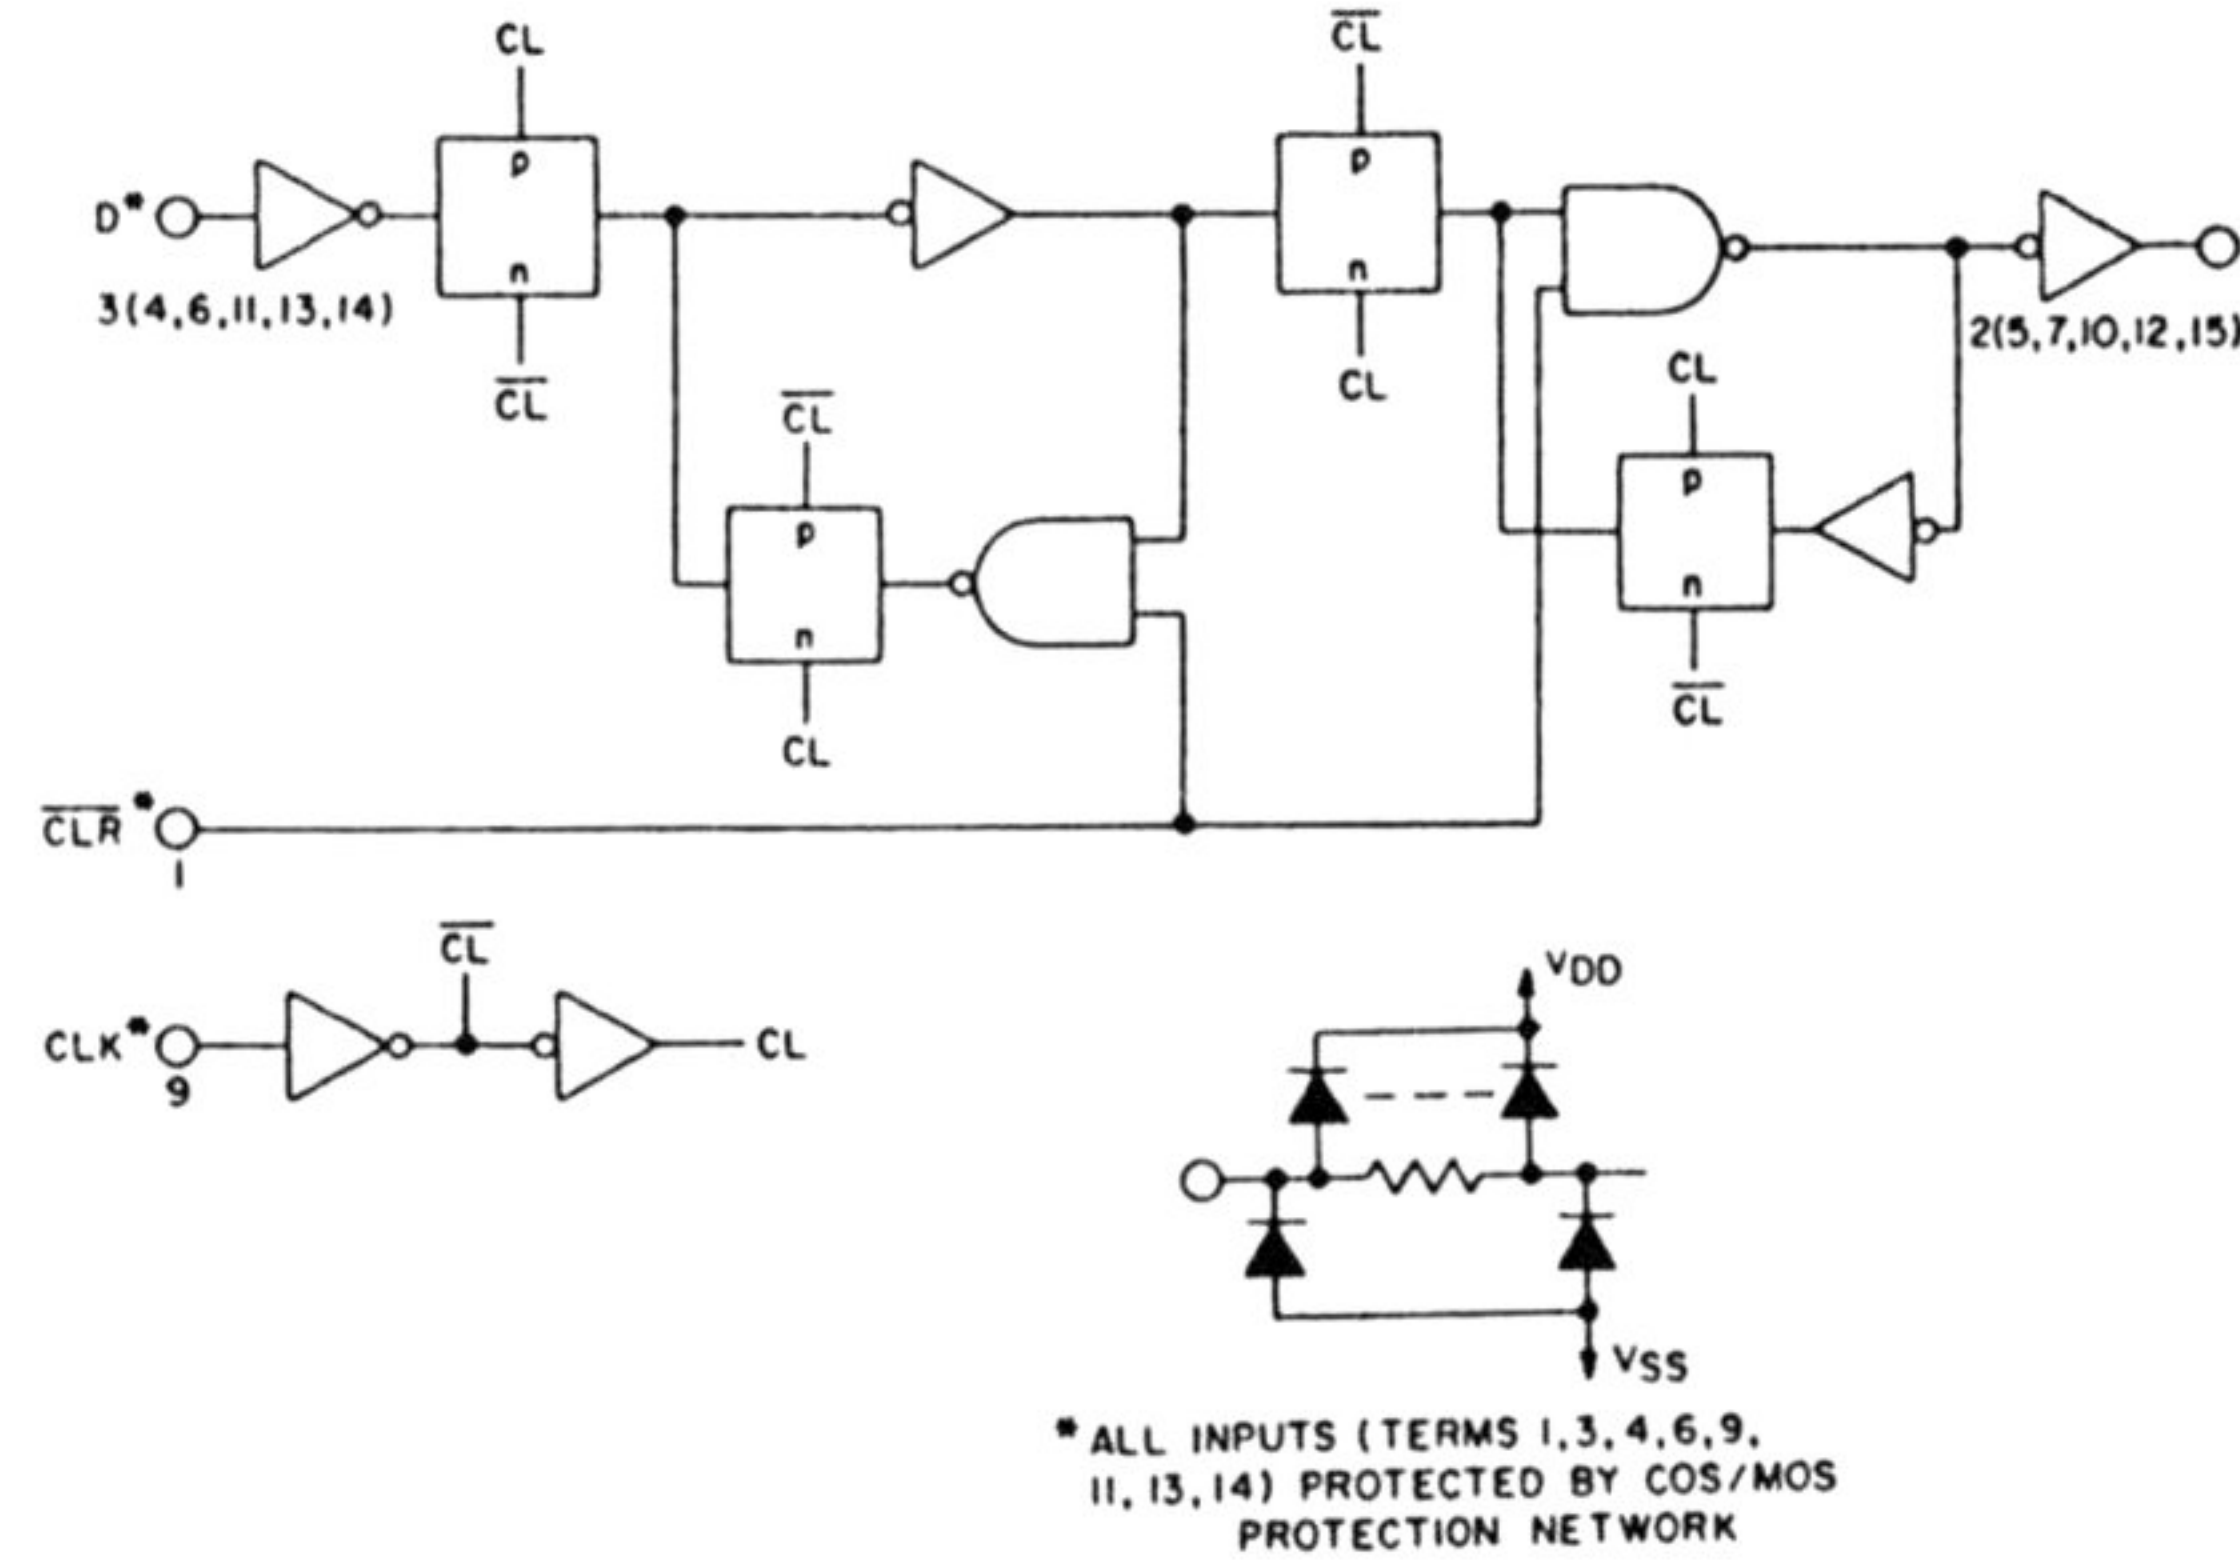 CL
C̅L̅
D*
p
p
n
n
3(4,6,11,13,14)
2(5,7,10,12,15)
C̅L̅
CL
CL
C̅L̅
p
p
n
n
CL
C̅L̅
C̅L̅R̅*
1
C̅L̅
CLK*
CL
9
VDD
VSS
* ALL INPUTS (TERMS 1,3,4,6,9,
11,13,14) PROTECTED BY COS/MOS
PROTECTION NETWORK